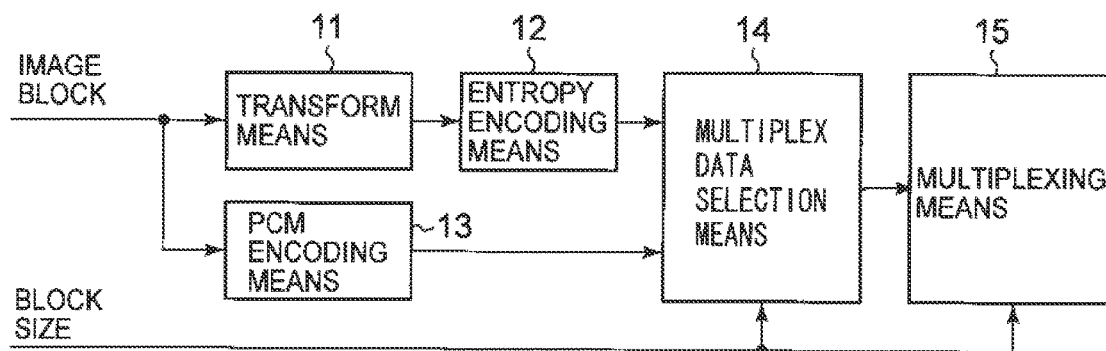 11
12
14
15
IMAGE
BLOCK
TRANSFORM
MEANS
ENTROPY
ENCODING
MEANS
MULTIPLEX
DATA
SELECTION
MEANS
MULTIPLEXING
MEANS
PCM
ENCODING
MEANS
13
BLOCK
SIZE